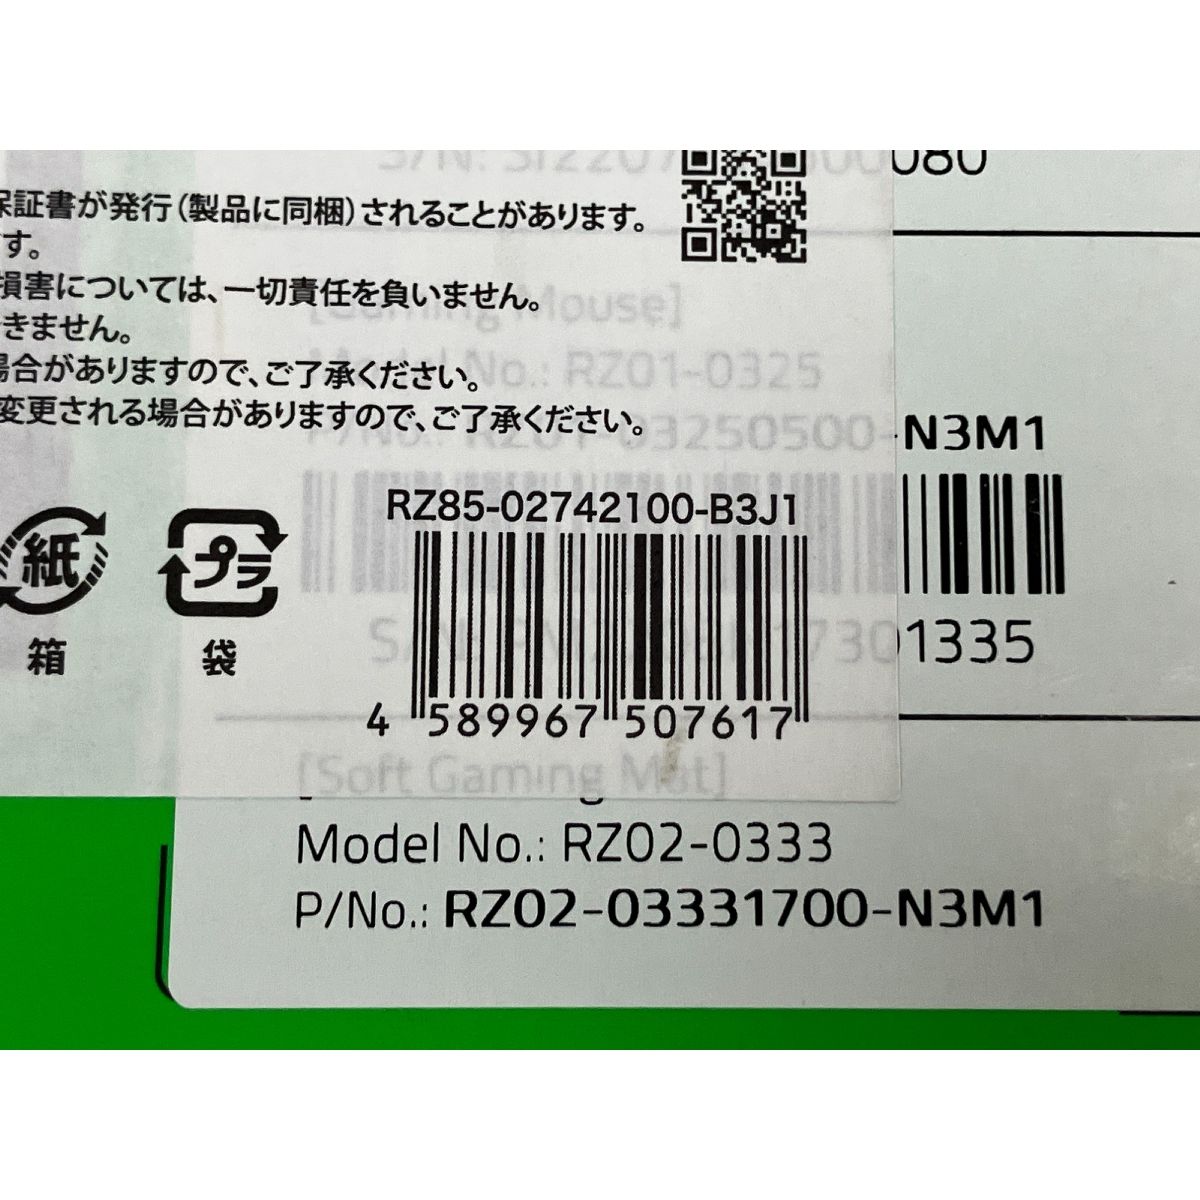 080
保証書が発行(製品に同梱)されることがあります。
す。
損害については、一切責任を負いません。
きません。
場合がありますので、ご了承ください。
変更される場合がありますので、ご了承ください。
[Gaming Mouse]
Model No.: RZ01-0325
P/No.: RZ01-03250500-N3M1
RZ85-02742100-B3J1
紙
プラ
箱
袋
1335
4 589967 507617
[Soft Gaming Mat]
Model No.: RZ02-0333
P/No.: RZ02-03331700-N3M1